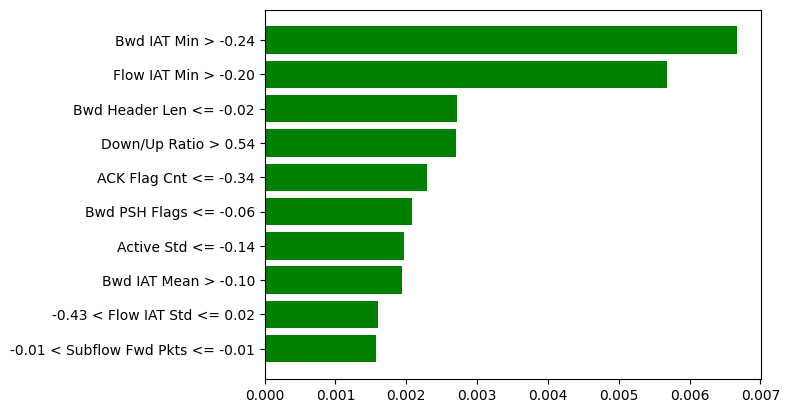 Bwd IAT Min > -0.24
Flow IAT Min > -0.20
Bwd Header Len <= -0.02
Down/Up Ratio > 0.54
ACK Flag Cnt <= -0.34
Bwd PSH Flags <= -0.06
Active Std <= -0.14
Bwd IAT Mean > -0.10
-0.43 < Flow IAT Std <= 0.02
-0.01 < Subflow Fwd Pkts <= -0.01
0.000 0.001 0.002 0.003 0.004 0.005 0.006 0.007